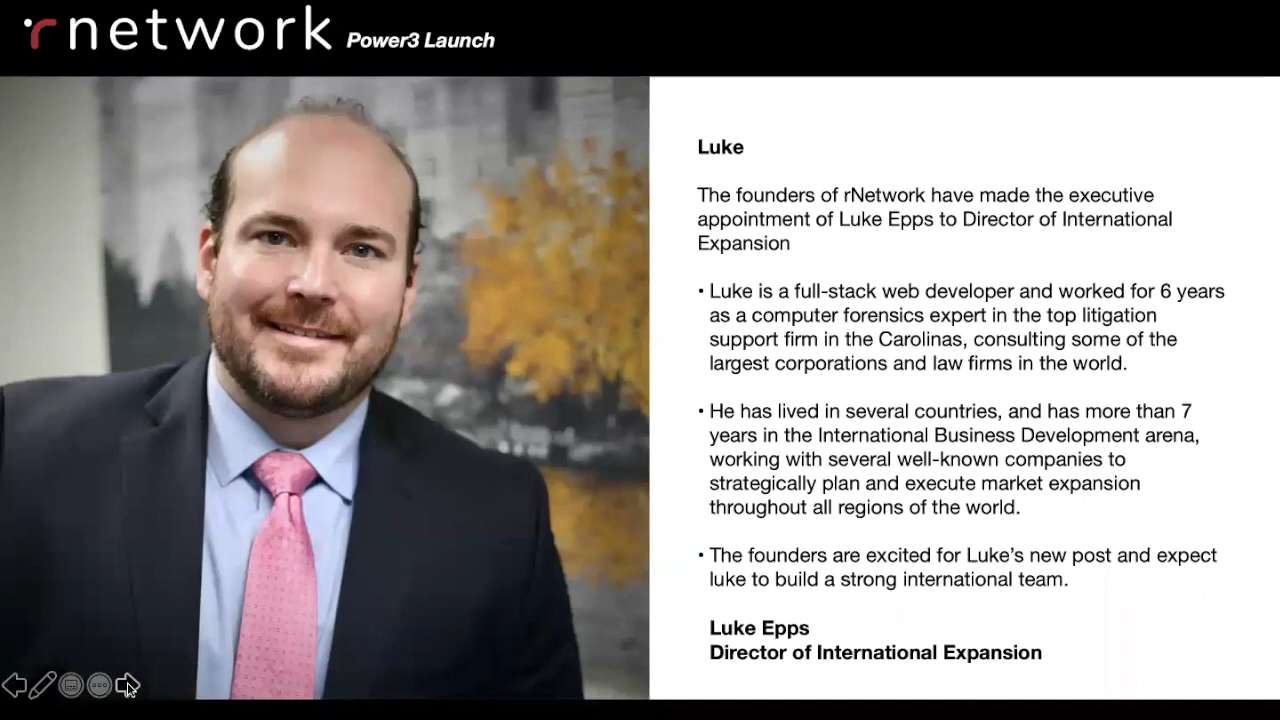 rnetwork Power3 Launch
Luke
The founders of rNetwork have made the executive
appointment of Luke Epps to Director of International
Expansion
• Luke is a full-stack web developer and worked for 6 years
as a computer forensics expert in the top litigation
support firm in the Carolinas, consulting some of the
largest corporations and law firms in the world.
• He has lived in several countries, and has more than 7
years in the International Business Development arena,
working with several well-known companies to
strategically plan and execute market expansion
throughout all regions of the world.
• The founders are excited for Luke's new post and expect
luke to build a strong international team.
Luke Epps
Director of International Expansion